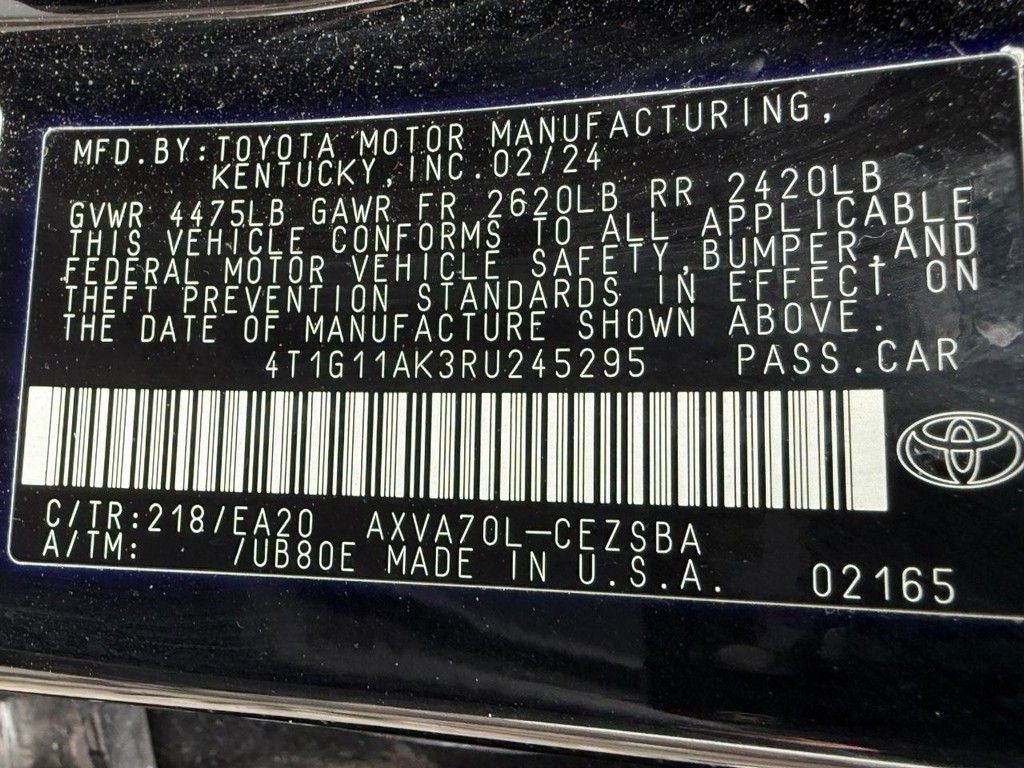 MFD.BY:TOYOTA MOTOR MANUFACTURING,
KENTUCKY,INC.02/24
GVWR 4475LB GAWR FR 2620LB RR 2420LB
THIS VEHICLE CONFORMS TO ALL APPLICABLE
FEDERAL MOTOR VEHICLE SAFETY,BUMPER,AND
THEFT PREVENTION STANDARDS IN EFFECT ON
THE DATE OF MANUFACTURE SHOWN ABOVE.
4T1G11AK3RU245295 PASS.CAR
C/TR:218/EA20 AXVA70L-CEZSBA
A/TM: /UB80E MADE IN U.S.A. 02165